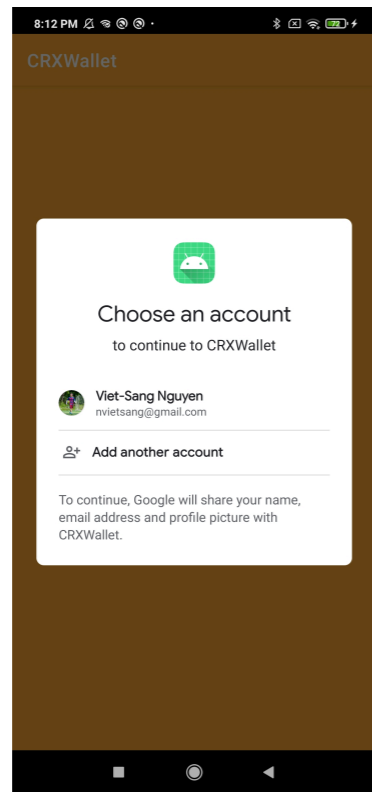 8:12 PM
72
CRXWallet
Choose an account
to continue to CRXWallet
Viet-Sang Nguyen
nvietsang@gmail.com
Add another account
To continue, Google will share your name,
email address and profile picture with
CRXWallet.